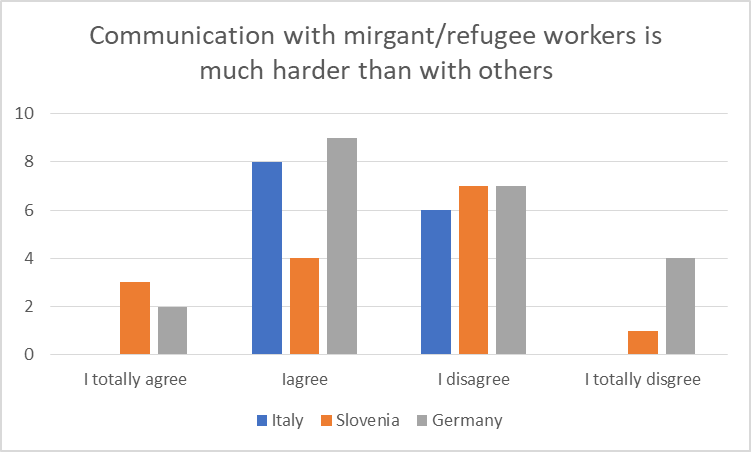 Communication with mirgant/refugee workers is
much harder than with others
10
8
6
4
2
0
I totally agree
Iagree
I disagree
I totally disgree
Italy
Slovenia
Germany